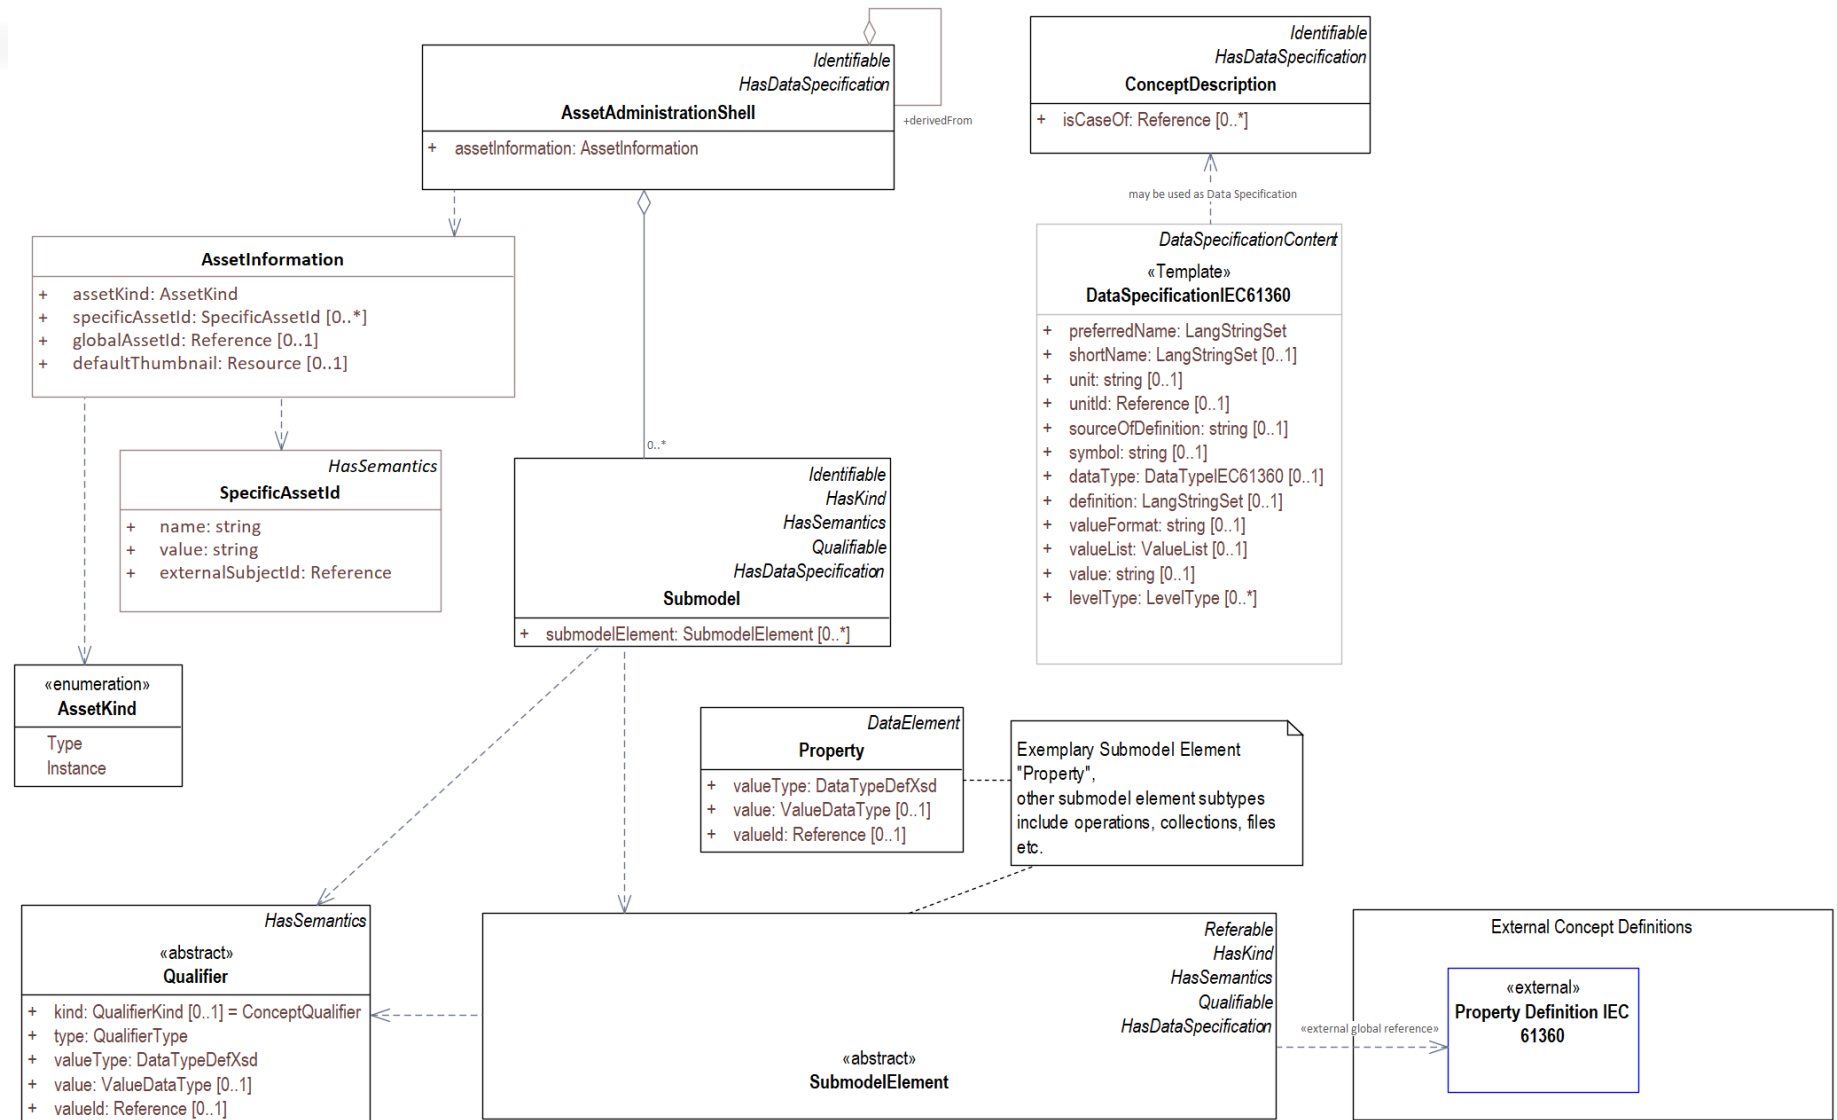 Identifiable
HasDataSpecification
AssetAdministrationShell
+ assetInformation: AssetInformation
+derivedFrom
Identifiable
HasDataSpecification
ConceptDescription
+ isCaseOf: Reference [0..*]
may be used as Data Specification
DataSpecificationContent
«Template»
DataSpecificationIEC61360
+ preferredName: LangStringSet
+ shortName: LangStringSet [0..1]
+ unit: string [0..1]
+ unitId: Reference [0..1]
+ sourceOfDefinition: string [0..1]
+ symbol: string [0..1]
+ dataType: DataTypeIEC61360 [0..1]
+ definition: LangStringSet [0..1]
+ valueFormat: string [0..1]
+ valueList: ValueList [0..1]
+ value: string [0..1]
+ levelType: LevelType [0..*]
AssetInformation
+ assetKind: AssetKind
+ specificAssetId: SpecificAssetId [0..*]
+ globalAssetId: Reference [0..1]
+ defaultThumbnail: Resource [0..1]
HasSemantics
SpecificAssetId
+ name: string
+ value: string
+ externalSubjectId: Reference
0..*
Identifiable
HasKind
HasSemantics
Qualifiable
HasDataSpecification
Submodel
+ submodelElement: SubmodelElement [0..*]
«enumeration»
AssetKind
Type
Instance
DataElement
Property
+ valueType: DataTypeDefXsd
+ value: ValueDataType [0..1]
+ valueId: Reference [0..1]
Exemplary Submodel Element
"Property",
other submodel element subtypes
include operations, collections, files
etc.
HasSemantics
«abstract»
Qualifier
+ kind: QualifierKind [0..1] = ConceptQualifier
+ type: QualifierType
+ valueType: DataTypeDefXsd
+ value: ValueDataType [0..1]
+ valueId: Reference [0..1]
Referable
HasKind
HasSemantics
Qualifiable
HasDataSpecification
«abstract»
SubmodelElement
«external global reference»
External Concept Definitions
«external»
Property Definition IEC
61360